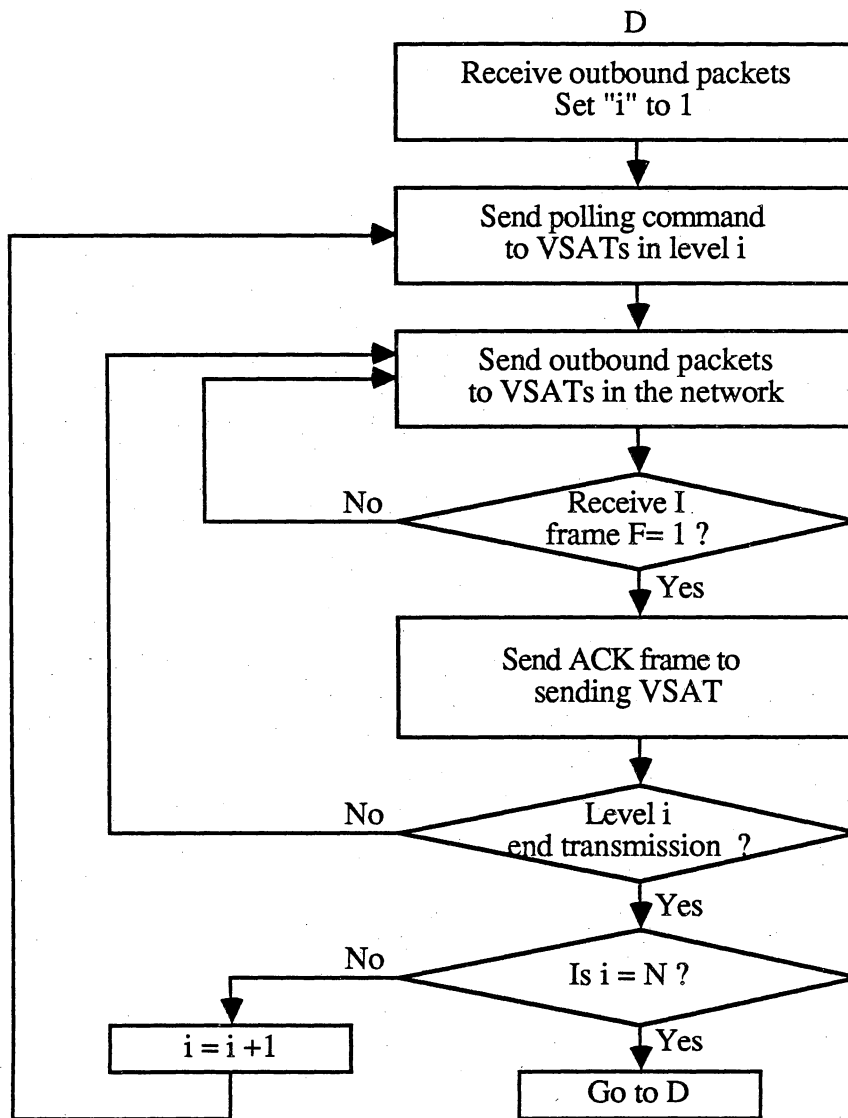 D
Receive outbound packets
Set "i" to 1
Send polling command
to VSATs in level i
Send outbound packets
to VSATs in the network
No
Receive I
frame F= 1 ?
Yes
Send ACK frame to
sending VSAT
No
Level i
end transmission ?
Yes
No
Is i = N ?
i = i +1
Yes
Go to D